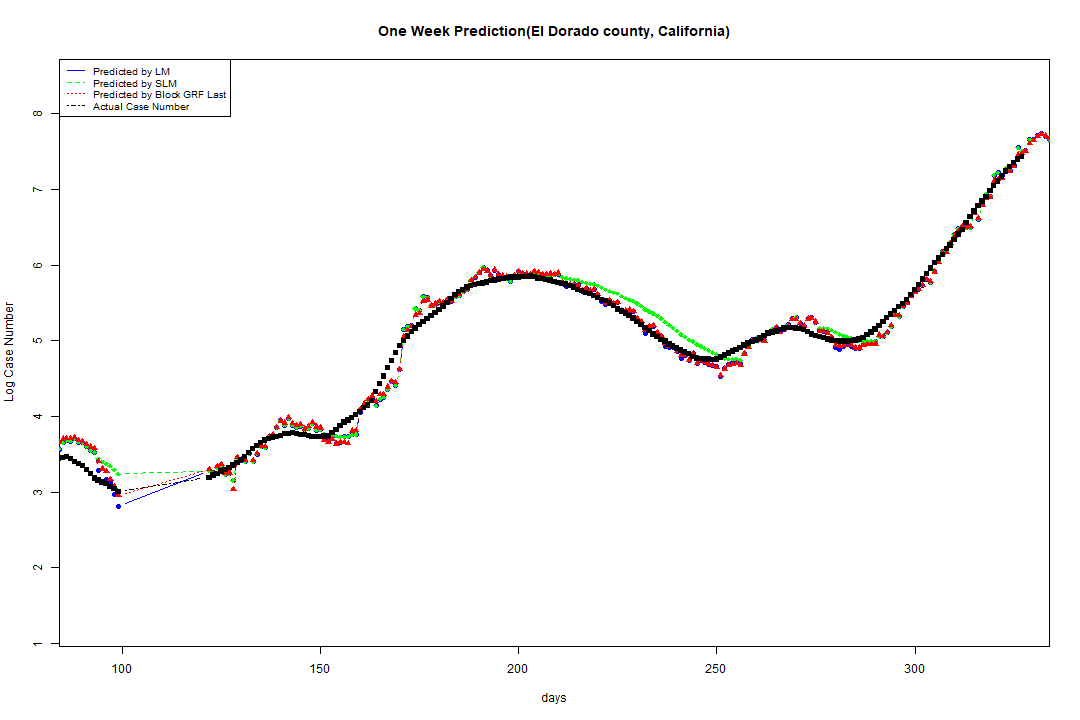 One Week Prediction(El Dorado county, California)
Predicted by LM
Predicted by SLM
Predicted by Block GRF Last
Actual Case Number
8
7
6
5
4
3
2
1
Log Case Number
100 150 200 250 300
days